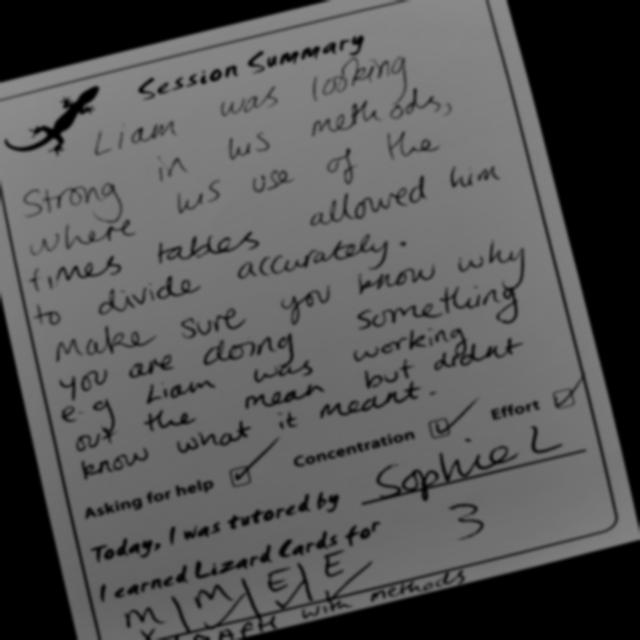 Session Summary
Liam was looking
strong in his methods,
where his use of the
times tables allowed him
to divide accurately.
Make sure you know why
you are doing something
e.g Liam was working
out the mean but didnt
know what it meant.
Asking for help Concentration Effort
Today, I was tutored by Sophie L
I earned Lizard Cards for 3
M | M | E | E
with methods